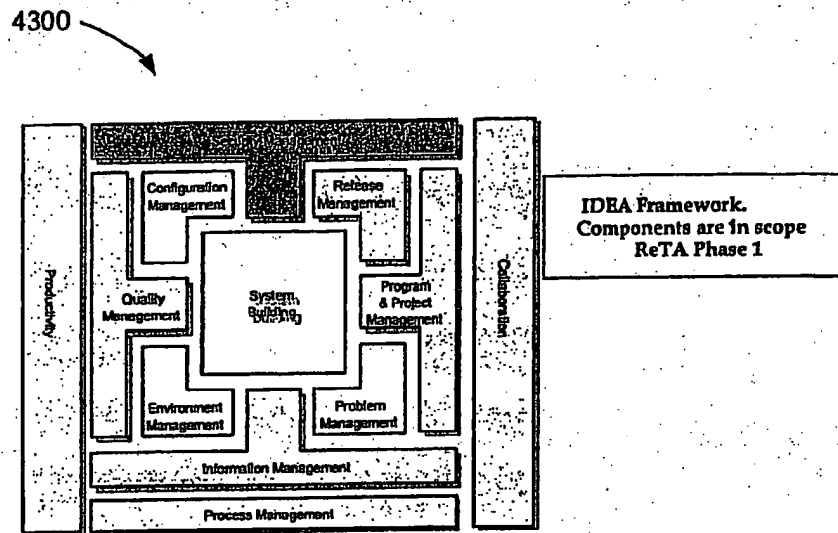 4300
Configuration
Management
Release
Management
IDEA Framework.
Components are in scope
ReTA Phase 1
Productivity
Quality
Management
System
Building
Program
& Project
Management
Collaboration
Environment
Management
Problem
Management
Information Management
Process Management